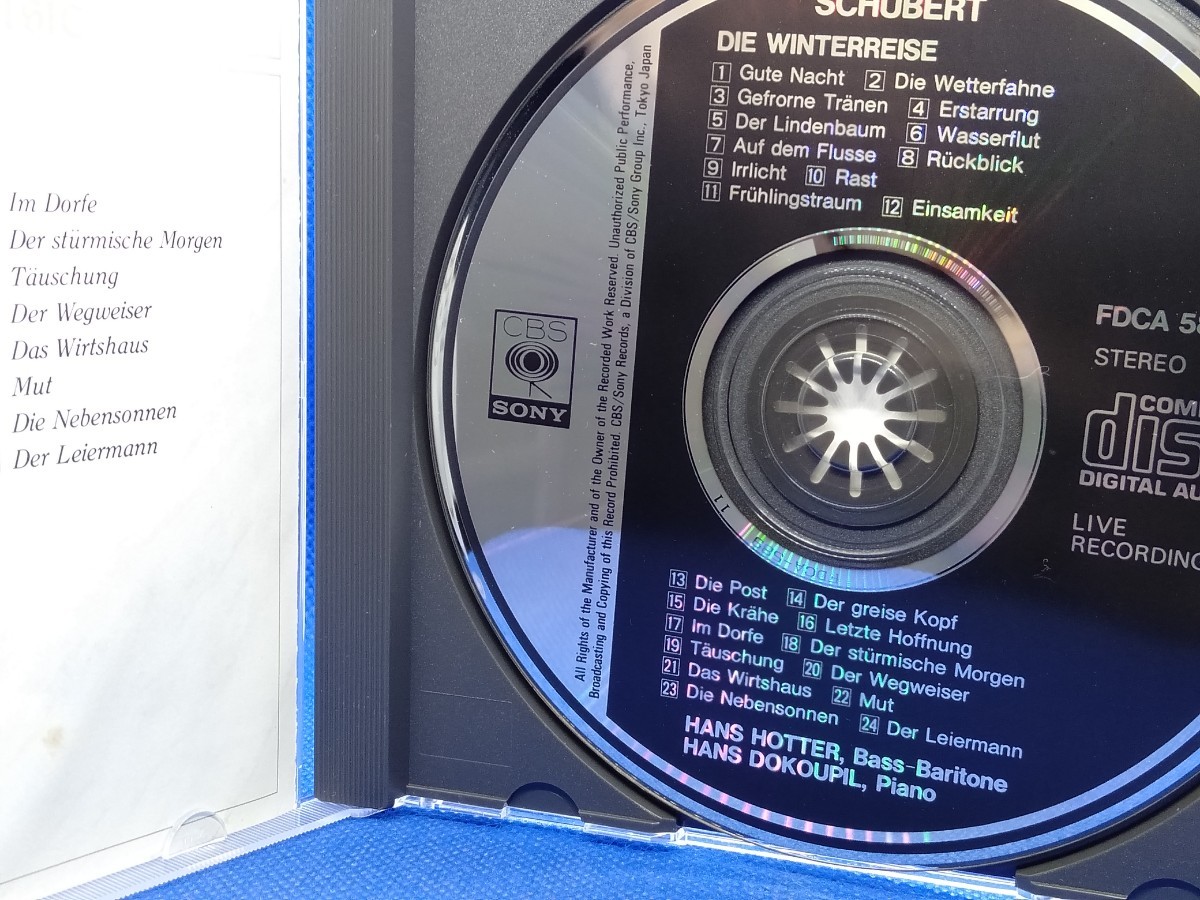 Im Dorfe
Der stürmische Morgen
Täuschung
Der Wegweiser
Das Wirtshaus
Mut
Die Nebensonnen
Der Leiermann
SCHUBERT
DIE WINTERREISE
1 Gute Nacht 2 Die Wetterfahne
3 Gefrorne Tränen 4 Erstarrung
5 Der Lindenbaum 6 Wasserflut
7 Auf dem Flusse 8 Rückblick
9 Irrlicht 10 Rast
11 Frühlingstraum 12 Einsamkeit
All Rights of the Manufacturer and of the Owner of the Recorded Work Reserved. Unauthorized Public Performance,
Broadcasting and Copying of this Record Prohibited. CBS/Sony Records, a Division of CBS/Sony Group Inc., Tokyo Japan
CBS
SONY
FDCA 5
STEREO
COM
dis
DIGITAL AU
LIVE
RECORDING
11
13 Die Post 14 Der greise Kopf
15 Die Krähe 16 Letzte Hoffnung
17 Im Dorfe 18 Der stürmische Morgen
19 Täuschung 20 Der Wegweiser
21 Das Wirtshaus 22 Mut
23 Die Nebensonnen 24 Der Leiermann
HANS HOTTER, Bass-Baritone
HANS DOKOUPIL, Piano